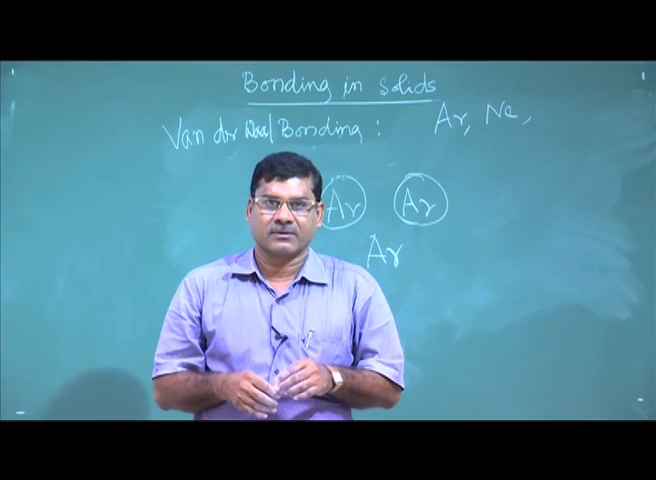 Bonding in Solids
Van der Waal Bonding : Ar, Ne,
Ar Ar
Ar